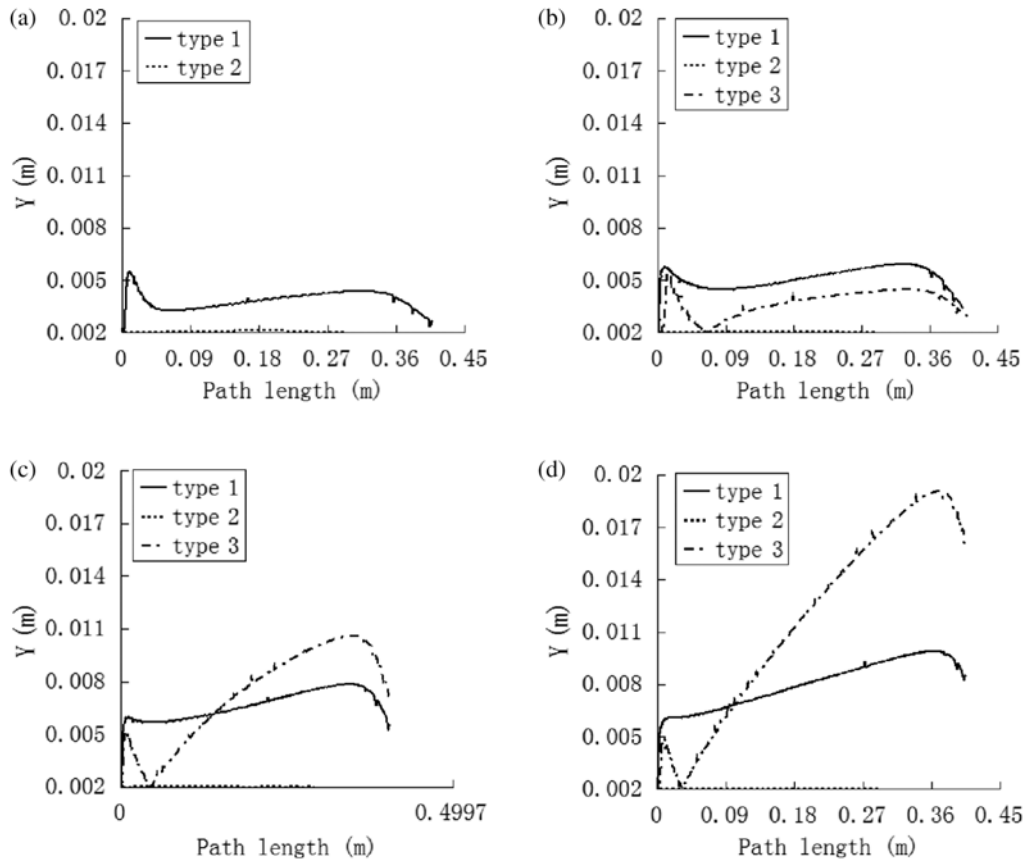 (a)
0.02
0.017
0.014
0.011
0.008
0.005
0.002
Y (m)
type 1
type 2
0 0.09 0.18 0.27 0.36 0.45
Path length (m)
(b)
0.02
0.017
0.014
0.011
0.008
0.005
0.002
Y (m)
type 1
type 2
type 3
0 0.09 0.18 0.27 0.36 0.45
Path length (m)
(c)
0.02
0.017
0.014
0.011
0.008
0.005
0.002
Y (m)
type 1
type 2
type 3
0 0.4997
Path length (m)
(d)
0.02
0.017
0.014
0.011
0.008
0.005
0.002
Y (m)
type 1
type 2
type 3
0 0.09 0.18 0.27 0.36 0.45
Path length (m)